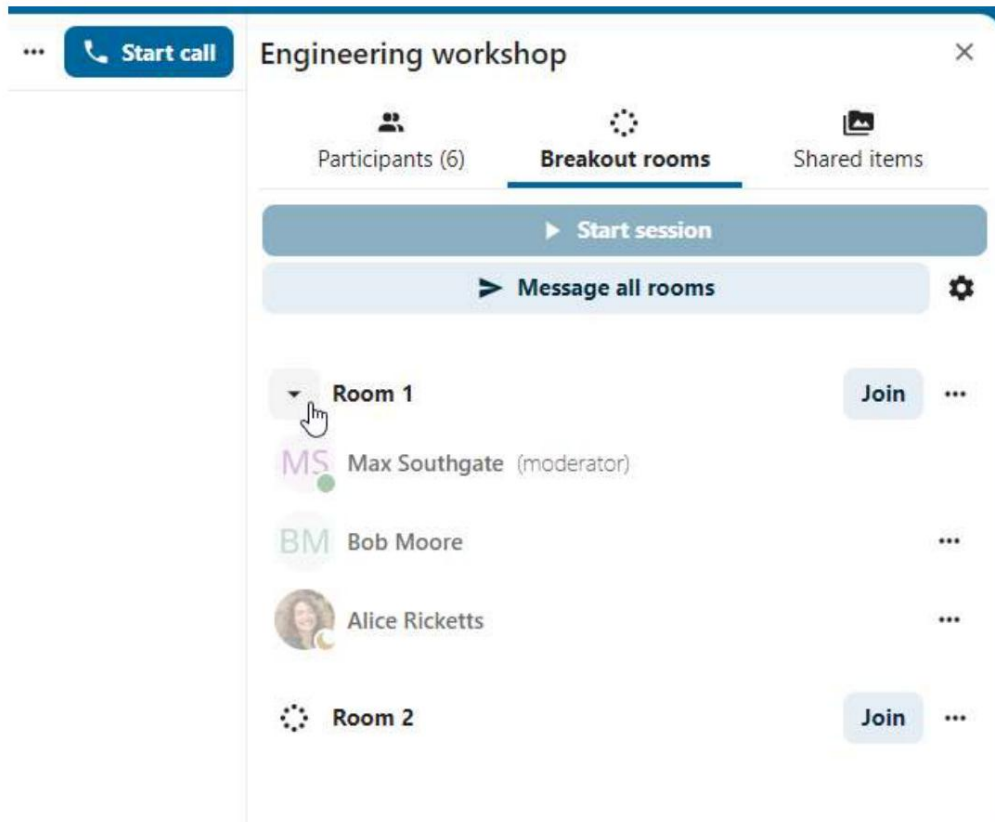 Start call
Engineering workshop
Participants (6)
Breakout rooms
Shared items
Start session
Message all rooms
Room 1
Join
MS
Max Southgate (moderator)
BM
Bob Moore
Alice Ricketts
Room 2
Join